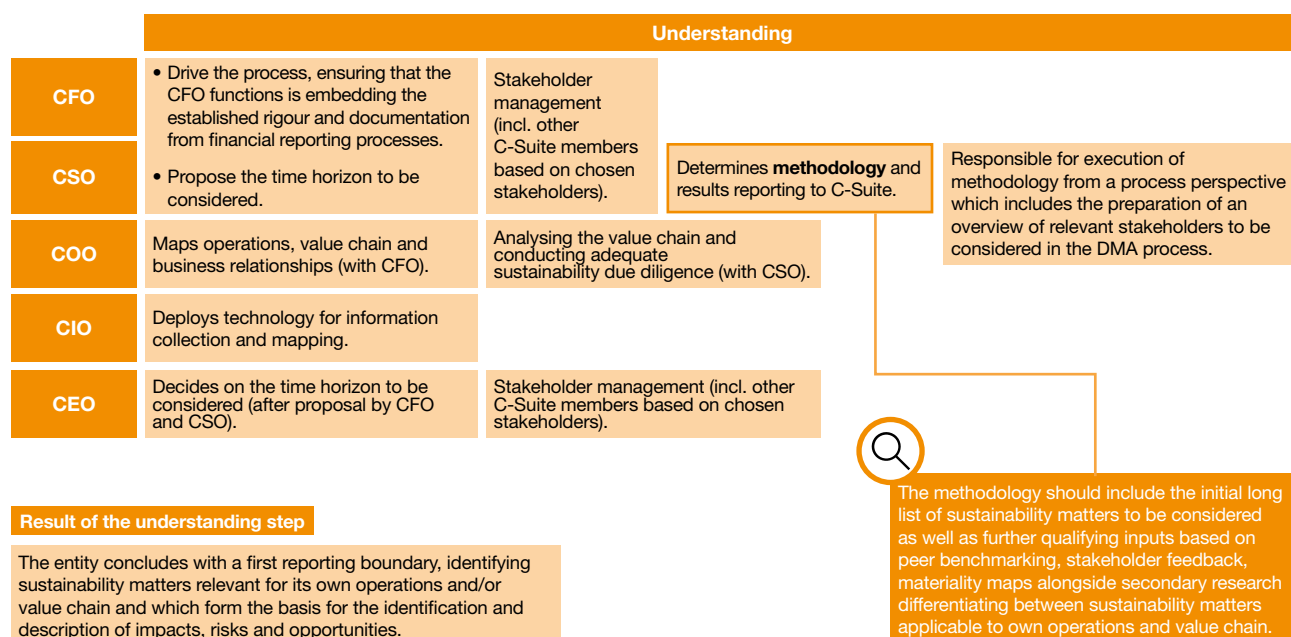 Understanding
CFO
• Drive the process, ensuring that the
CFO functions is embedding the
established rigour and documentation
from financial reporting processes.
• Propose the time horizon to be
considered.
Stakeholder
management
(incl. other
C-Suite members
based on chosen
stakeholders).
CSO
Determines methodology and
results reporting to C-Suite.
Responsible for execution of
methodology from a process perspective
which includes the preparation of an
overview of relevant stakeholders to be
considered in the DMA process.
COO
Maps operations, value chain and
business relationships (with CFO).
Analysing the value chain and
conducting adequate
sustainability due diligence (with CSO).
CIO
Deploys technology for information
collection and mapping.
CEO
Decides on the time horizon to be
considered (after proposal by CFO
and CSO).
Stakeholder management (incl. other
C-Suite members based on chosen
stakeholders).
Result of the understanding step
The entity concludes with a first reporting boundary, identifying
sustainability matters relevant for its own operations and/or
value chain and which form the basis for the identification and
description of impacts, risks and opportunities.
The methodology should include the initial long
list of sustainability matters to be considered
as well as further qualifying inputs based on
peer benchmarking, stakeholder feedback,
materiality maps alongside secondary research
differentiating between sustainability matters
applicable to own operations and value chain.